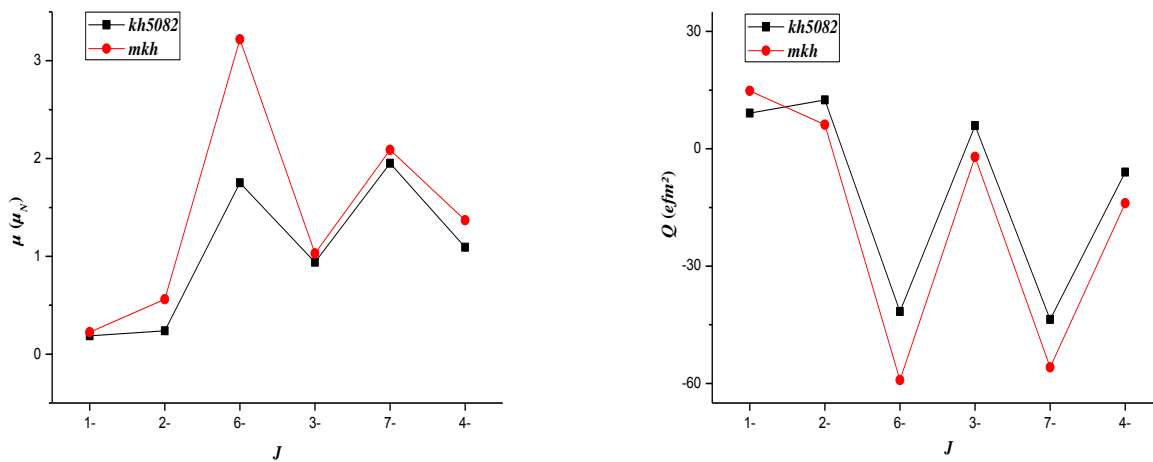 kh5082
mkh
3
2
1
0
μ (μN)
1-
2-
6-
3-
7-
4-
J
kh5082
mkh
30
0
-30
-60
Q (efm²)
1-
2-
6-
3-
7-
4-
J